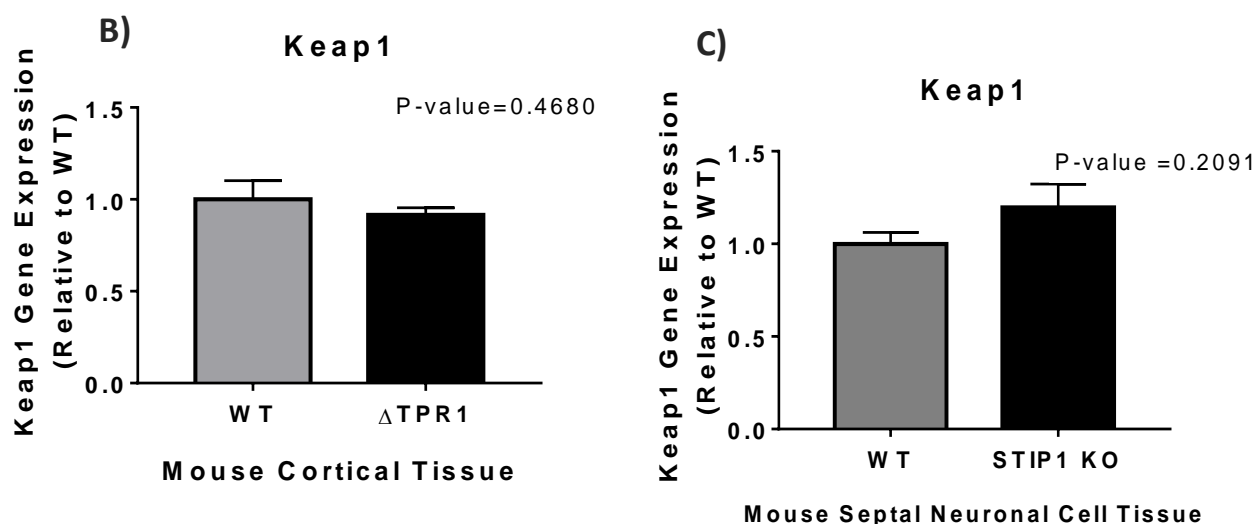 B)
Keap1
P-value=0.4680
Keap1 Gene Expression
(Relative to WT)
1.5
1.0
0.5
0.0
WT
ΔTPR1
Mouse Cortical Tissue
C)
Keap1
P-value =0.2091
Keap1 Gene Expression
(Relative to WT)
1.5
1.0
0.5
0.0
WT
STIP1 KO
Mouse Septal Neuronal Cell Tissue